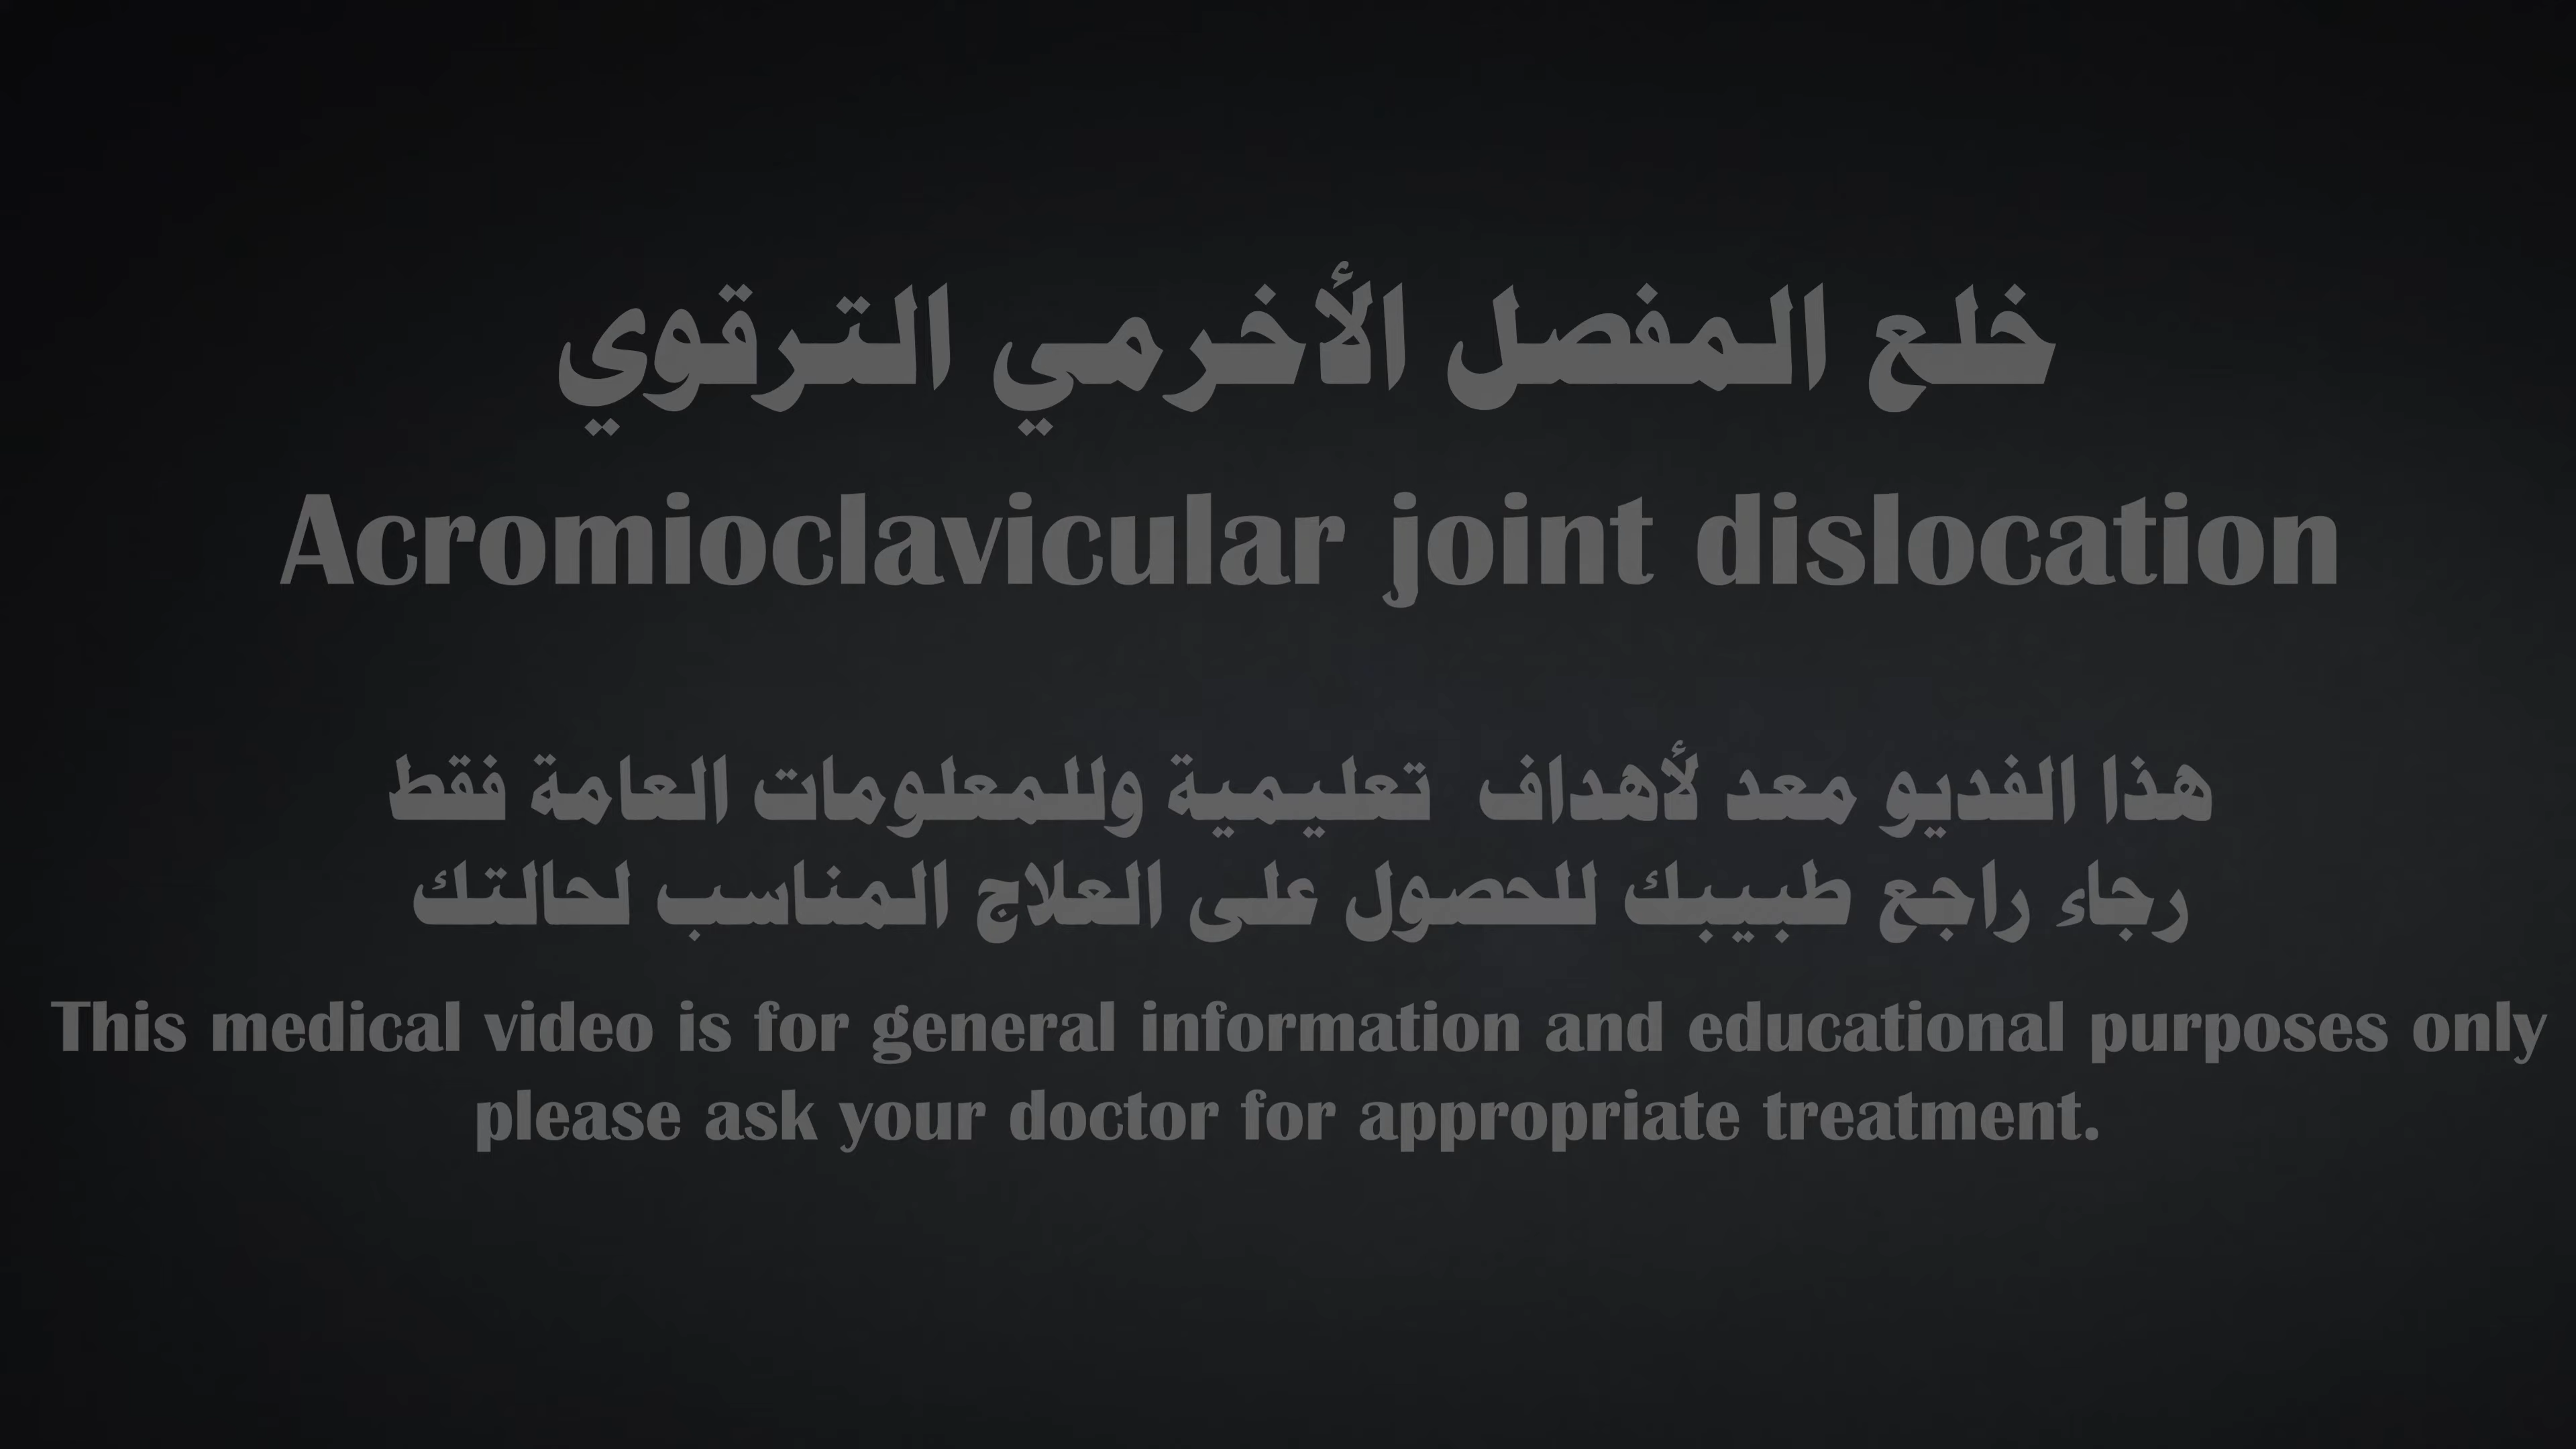 خلع المفصل الأخرمي الترقوي
Acromioclavicular joint dislocation
هذا الفديو معد لأهداف تعليمية وللمعلومات العامة فقط
رجاء راجع طبيبك للحصول على العلاج المناسب لحالتك
This medical video is for general information and educational purposes only
please ask your doctor for appropriate treatment.